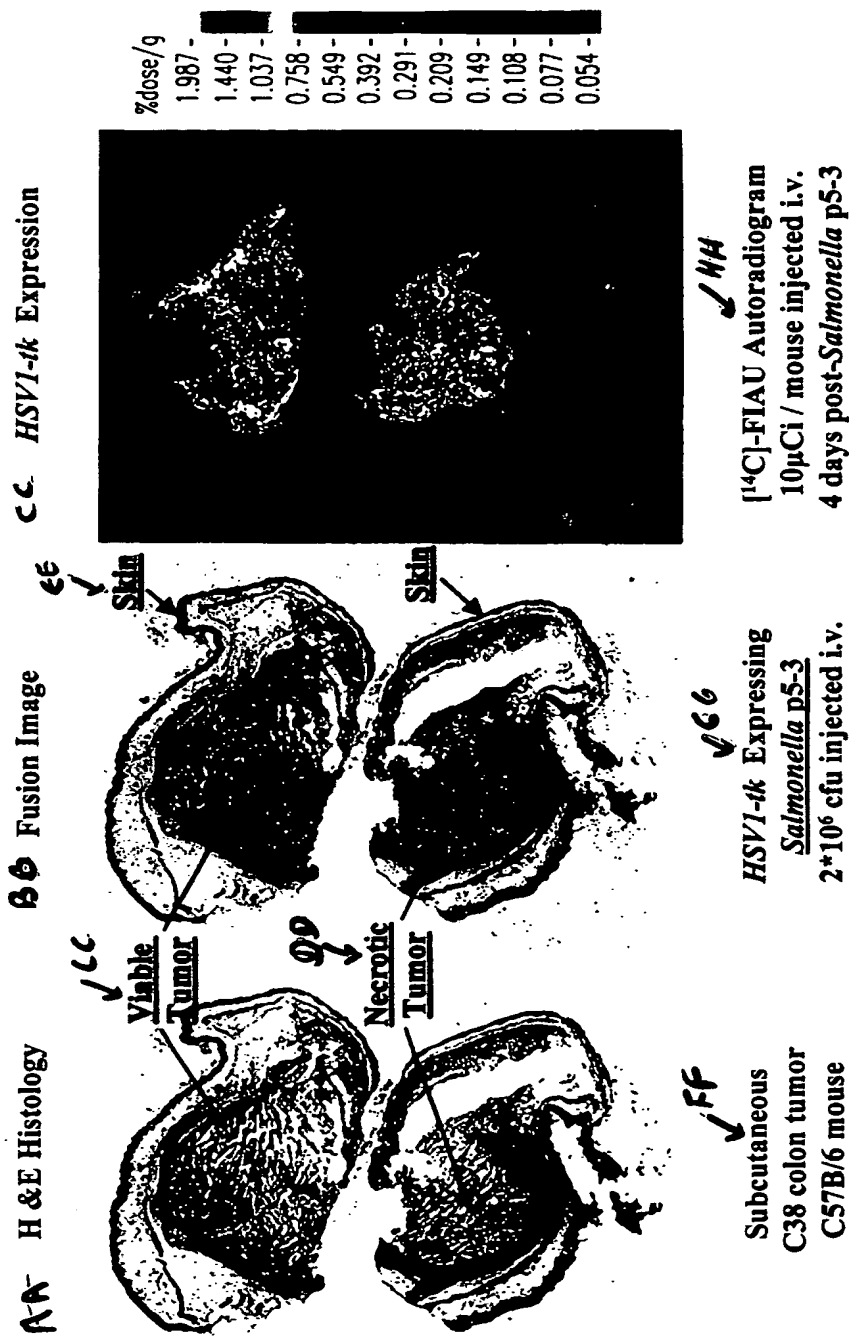 AA H &E Histology
BB Fusion Image
CC HSV1-tk Expression
%dose/g
1.987-
1.440-
1.037-
0.758-
0.549-
0.392-
0.291-
0.209-
0.149-
0.108-
0.077-
0.054-
CC
Viable
Tumor
DD
Necrotic
Tumor
EE
Skin
Skin
FF
Subcutaneous
C38 colon tumor
C57B/6 mouse
GG
HSV1-tk Expressing
Salmonella p5-3
2*10⁶ cfu injected i.v.
HH
[¹⁴C]-FIAU Autoradiogram
10μCi / mouse injected i.v.
4 days post-Salmonella p5-3